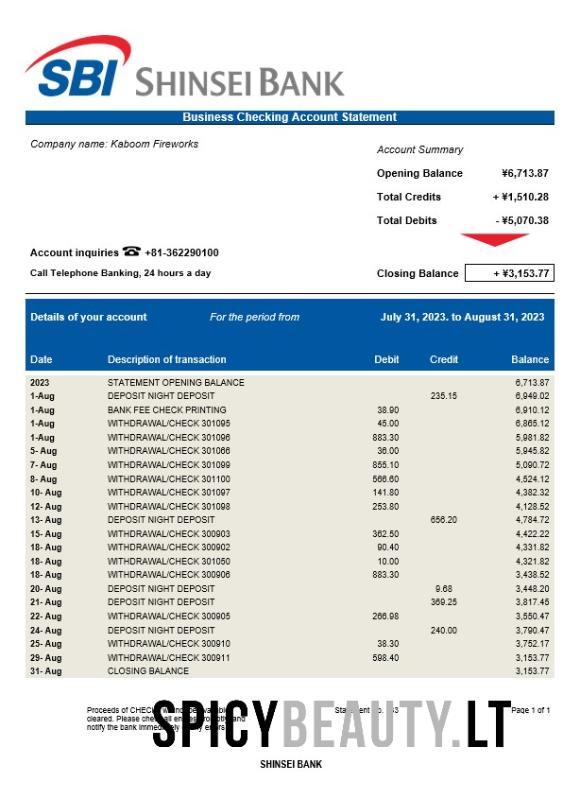 SBI SHINSEI BANK
Business Checking Account Statement
Company name: Kaboom Fireworks
Account Summary
Opening Balance ¥6,713.87
Total Credits + ¥1,510.28
Total Debits - ¥5,070.38
Account inquiries ☎ +81-362290100
Call Telephone Banking, 24 hours a day
Closing Balance + ¥3,153.77
Details of your account For the period from July 31, 2023. to August 31, 2023
Date Description of transaction Debit Credit Balance
2023 STATEMENT OPENING BALANCE 6,713.87
1-Aug DEPOSIT NIGHT DEPOSIT 235.15 6,949.02
1-Aug BANK FEE CHECK PRINTING 38.90 6,910.12
1-Aug WITHDRAWAL/CHECK 301095 45.00 6,865.12
1-Aug WITHDRAWAL/CHECK 301096 883.30 5,981.82
5- Aug WITHDRAWAL/CHECK 301066 36.00 5,945.82
7- Aug WITHDRAWAL/CHECK 301099 855.10 5,090.72
8- Aug WITHDRAWAL/CHECK 301100 566.60 4,524.12
10- Aug WITHDRAWAL/CHECK 301097 141.80 4,382.32
12- Aug WITHDRAWAL/CHECK 301098 253.80 4,128.52
13- Aug DEPOSIT NIGHT DEPOSIT 656.20 4,784.72
15- Aug WITHDRAWAL/CHECK 300903 362.50 4,422.22
18- Aug WITHDRAWAL/CHECK 300902 90.40 4,331.82
18- Aug WITHDRAWAL/CHECK 301050 10.00 4,321.82
18- Aug WITHDRAWAL/CHECK 300906 883.30 3,438.52
20- Aug DEPOSIT NIGHT DEPOSIT 9.68 3,448.20
21- Aug DEPOSIT NIGHT DEPOSIT 369.25 3,817.45
22- Aug WITHDRAWAL/CHECK 300905 266.98 3,550.47
24- Aug DEPOSIT NIGHT DEPOSIT 240.00 3,790.47
25- Aug WITHDRAWAL/CHECK 300910 38.30 3,752.17
29- Aug WITHDRAWAL/CHECK 300911 598.40 3,153.77
31- Aug CLOSING BALANCE 3,153.77
Proceeds of Page 1 of 1
cleared. Please
notify the bank
SPICYBEAUTY.LT
SHINSEI BANK